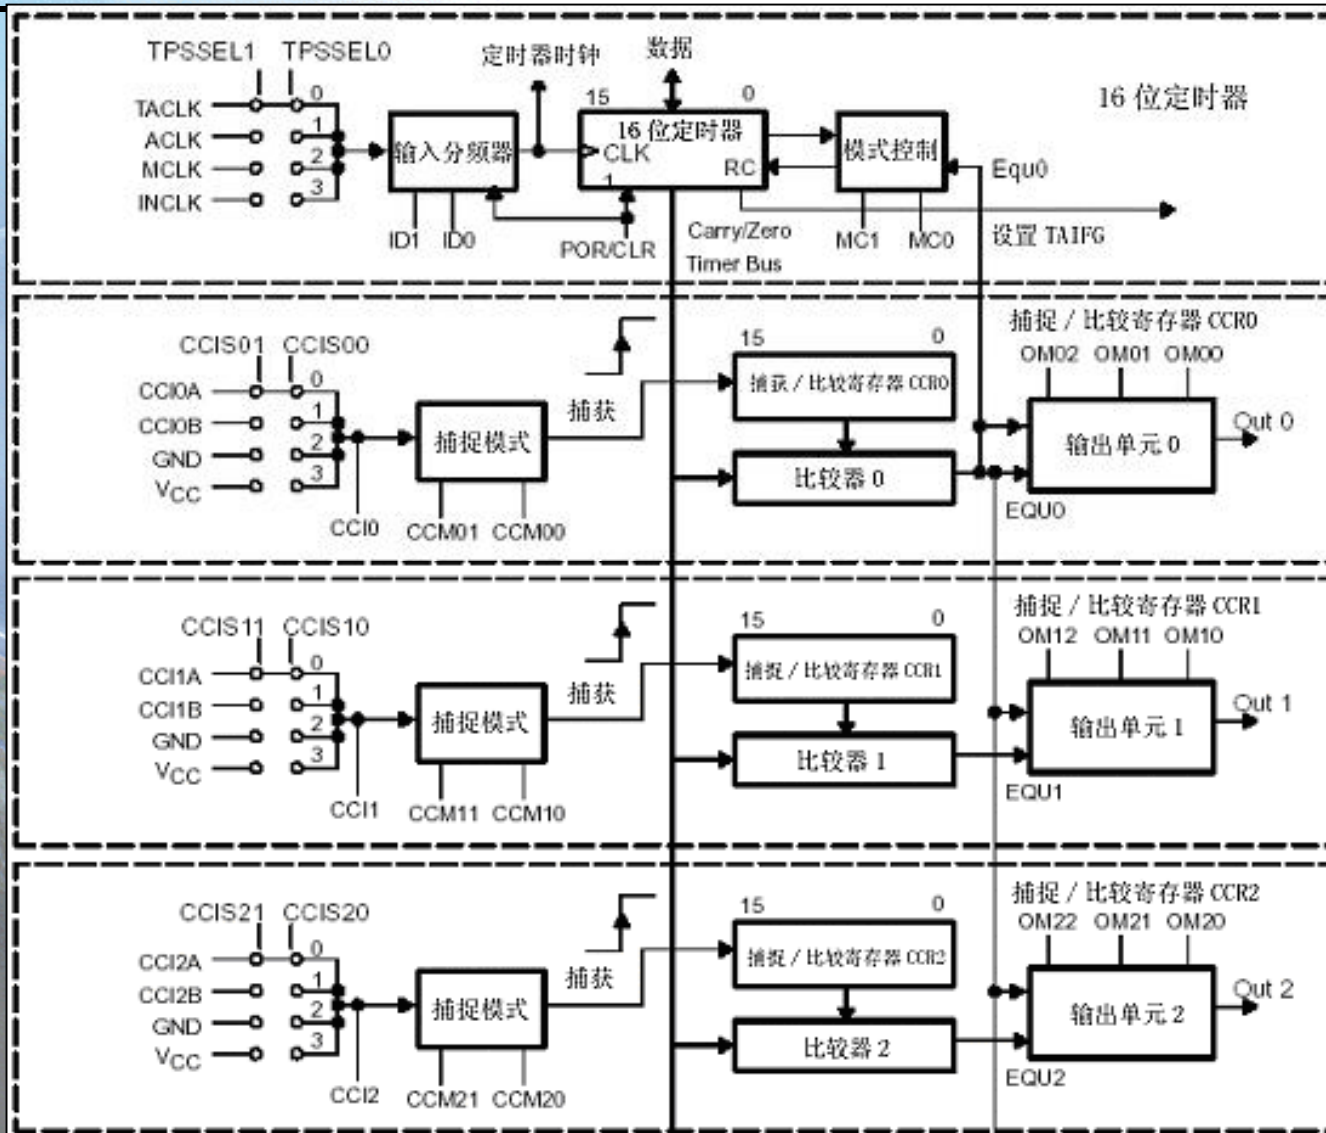 TPSSEL1 TPSSEL0 定时器时钟 数据
TACLK 0 15 0 16 位定时器
ACLK 1 输入分频器 16 位定时器 模式控制
MCLK 2 CLK RC Equ0
INCLK 3 1
ID1 ID0 POR/CLR Carry/Zero MC1 MC0 设置 TAIFG
Timer Bus
捕捉 / 比较寄存器 CCR0
CCIS01 CCIS00 15 0 OM02 OM01 OM00
CCI0A 0 捕获 / 比较寄存器 CCR0
CCI0B 1 捕获 Out 0
GND 2 捕捉模式 输出单元 0
VCC 3 比较器 0
CCI0 CCM01 CCM00 EQU0
捕捉 / 比较寄存器 CCR1
CCIS11 CCIS10 15 0 OM12 OM11 OM10
CCI1A 0 捕捉 / 比较寄存器 CCR1
CCI1B 1 捕获 Out 1
GND 2 捕捉模式 输出单元 1
VCC 3 比较器 1
CCI1 CCM11 CCM10 EQU1
捕捉 / 比较寄存器 CCR2
CCIS21 CCIS20 15 0 OM22 OM21 OM20
CCI2A 0 捕捉 / 比较寄存器 CCR2
CCI2B 1 捕获 Out 2
GND 2 捕捉模式 输出单元 2
VCC 3 比较器 2
CCI2 CCM21 CCM20 EQU2